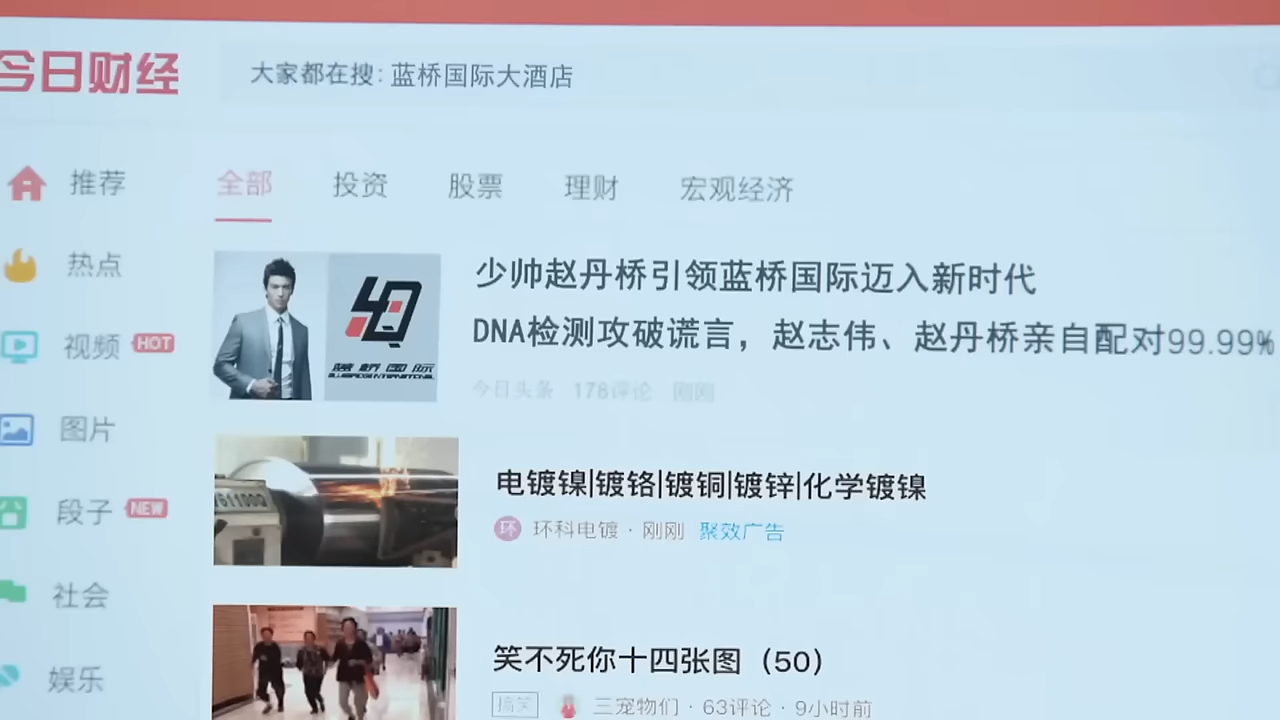 今日财经
大家都在搜: 蓝桥国际大酒店
推荐
热点
视频 HOT
图片
段子 NEW
社会
娱乐
全部 投资 股票 理财 宏观经济
蓝桥国际
少帅赵丹桥引领蓝桥国际迈入新时代
DNA检测攻破谎言，赵志伟、赵丹桥亲自配对99.99%
今日头条 178评论 刚刚
电镀镍|镀铬|镀铜|镀锌|化学镀镍
环 环科电镀 · 刚刚 聚效广告
笑不死你十四张图（50）
搞笑 三宠物们 · 63评论 · 9小时前